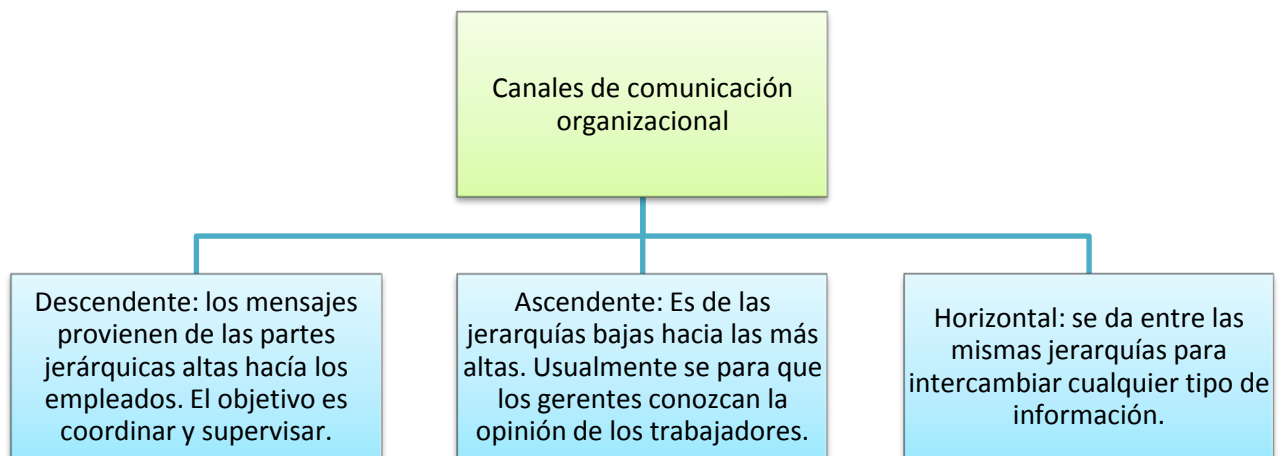 Canales de comunicación
organizacional
Descendente: los mensajes
provienen de las partes
jerárquicas altas hacía los
empleados. El objetivo es
coordinar y supervisar.
Ascendente: Es de las
jerarquías bajas hacia las más
altas. Usualmente se para que
los gerentes conozcan la
opinión de los trabajadores.
Horizontal: se da entre las
mismas jerarquías para
intercambiar cualquier tipo de
información.